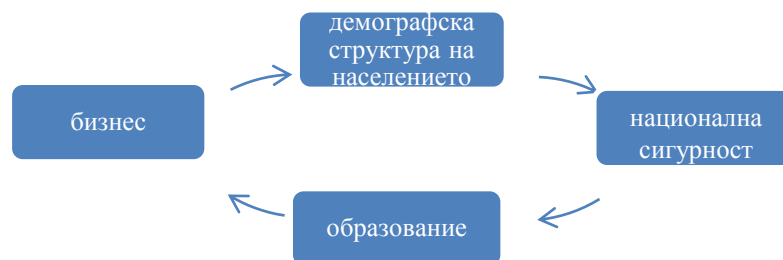 демографска
структура на
населението
бизнес
национална
сигурност
образование